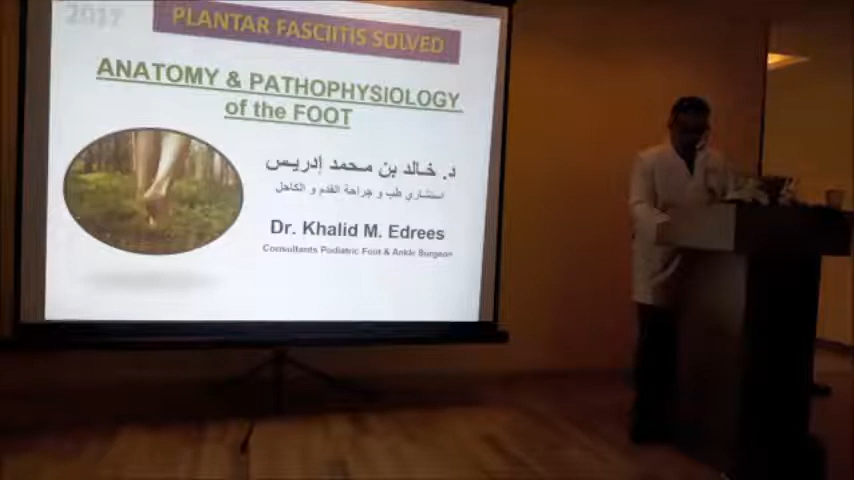 2017
PLANTAR FASCIITIS SOLVED
ANATOMY & PATHOPHYSIOLOGY
of the FOOT
د. خالد بن محمد إدريس
استشاري طب و جراحة القدم و الكاحل
Dr. Khalid M. Edrees
Consultants Podiatric Foot & Ankle Surgeon